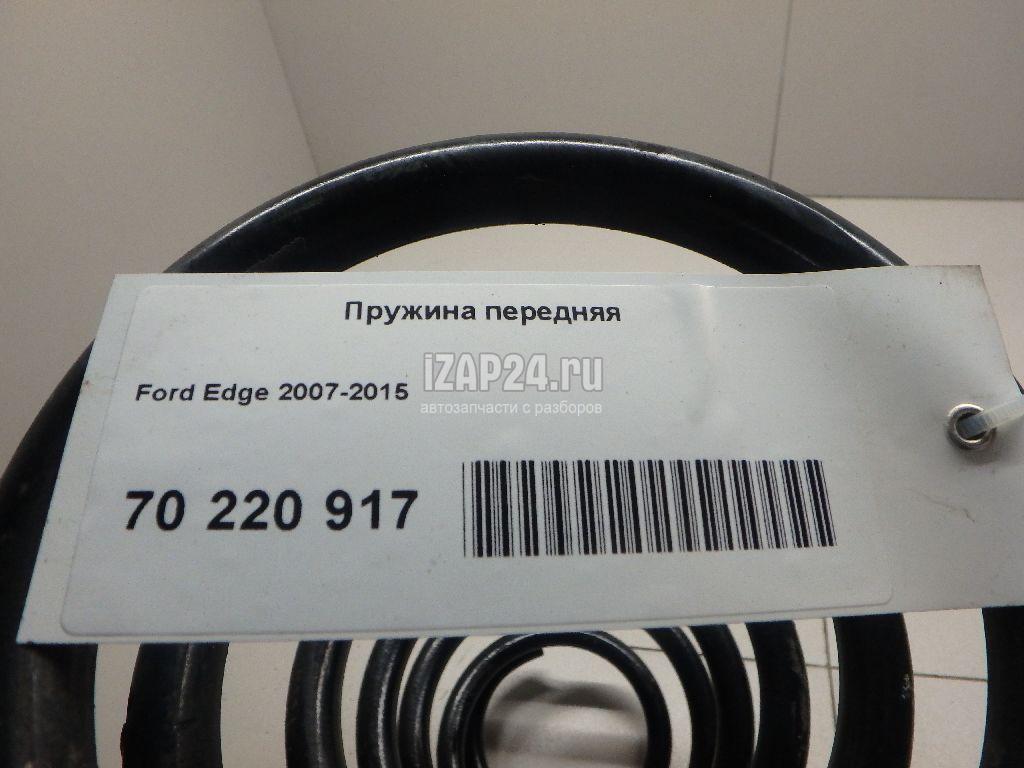 Пружина передняя
iZAP24.ru
Ford Edge 2007-2015
автозапчасти с разборов
70 220 917